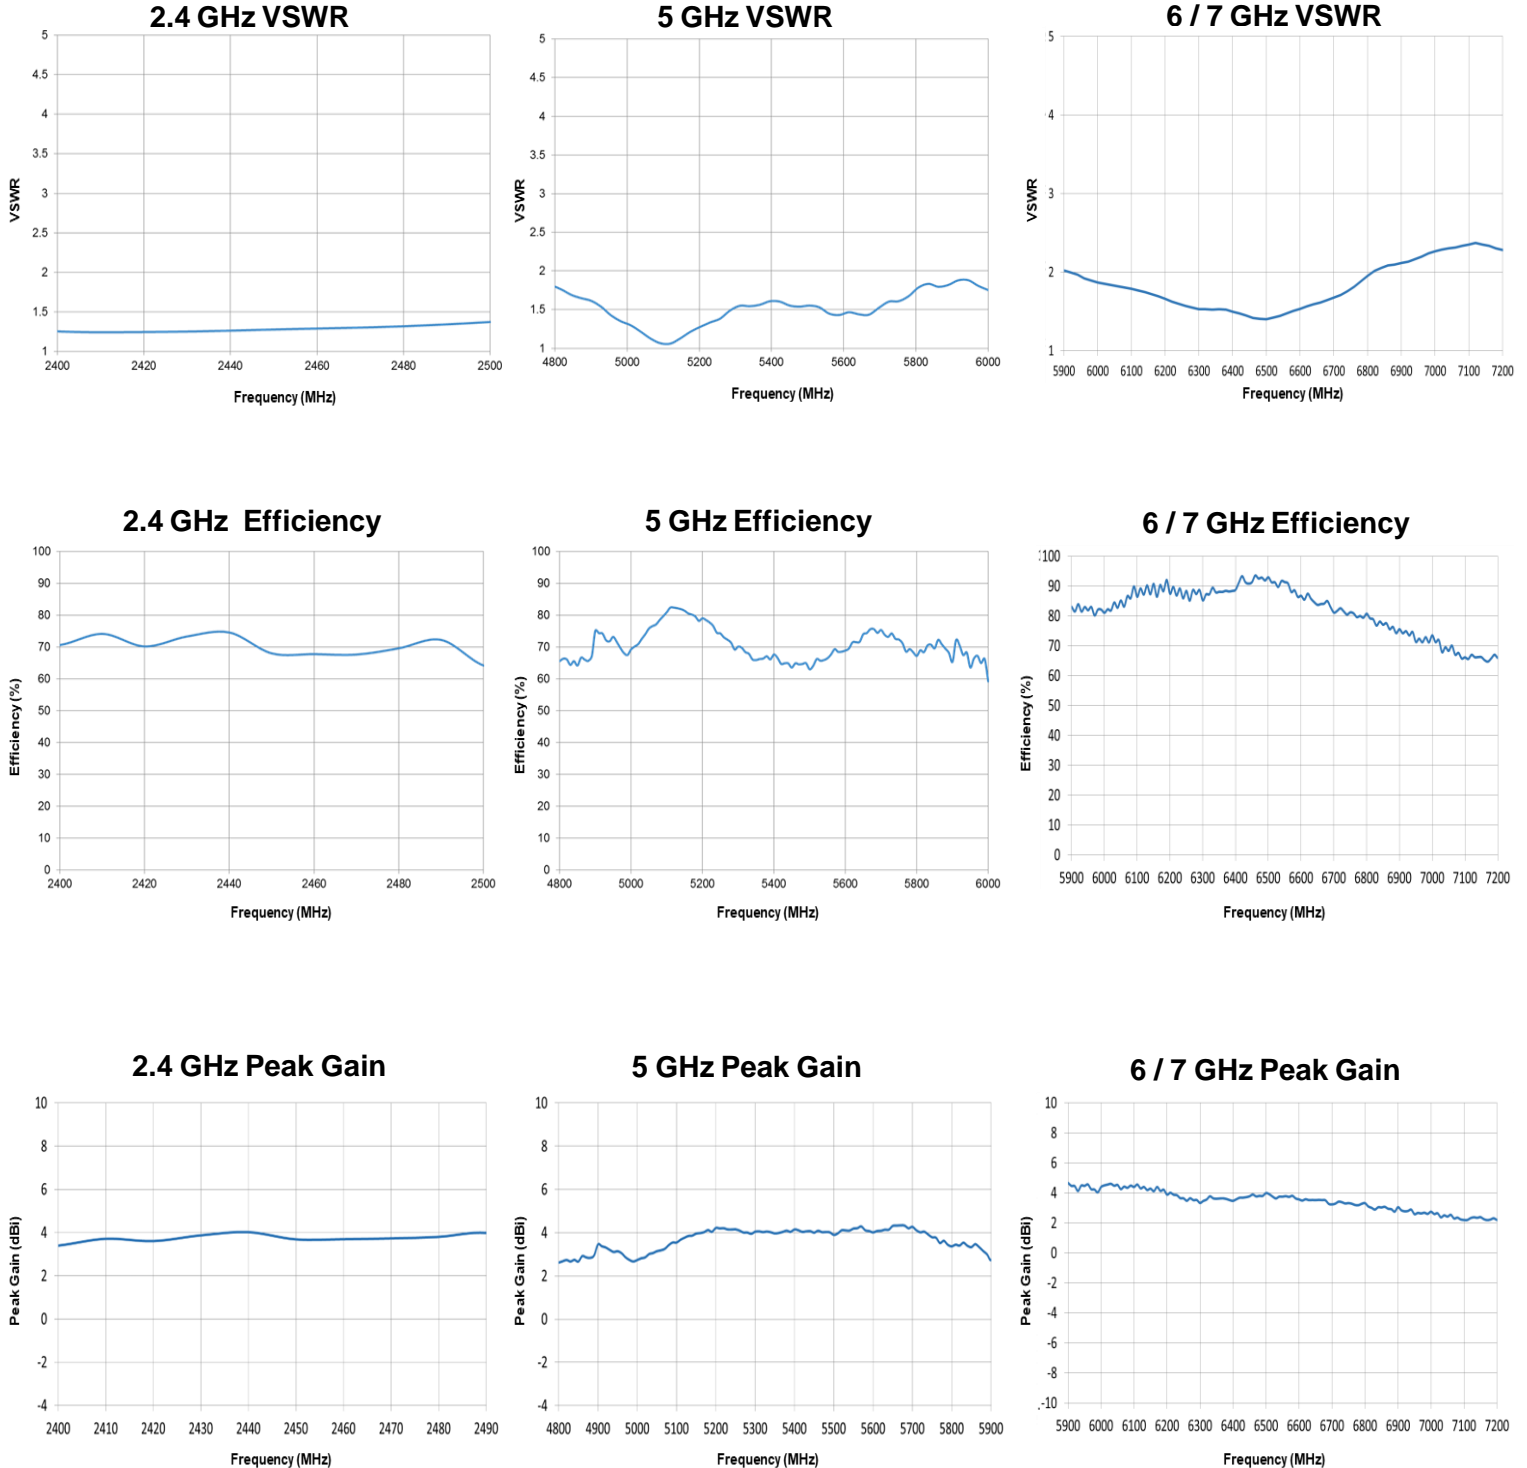 2.4 GHz VSWR
5
4.5
4
3.5
3
2.5
2
1.5
1
VSWR
2400 2420 2440 2460 2480 2500
Frequency (MHz)
5 GHz VSWR
5
4.5
4
3.5
3
2.5
2
1.5
1
VSWR
4800 5000 5200 5400 5600 5800 6000
Frequency (MHz)
6 / 7 GHz VSWR
5
4
3
2
1
VSWR
5900 6000 6100 6200 6300 6400 6500 6600 6700 6800 6900 7000 7100 7200
Frequency (MHz)
2.4 GHz Efficiency
100
90
80
70
60
50
40
30
20
10
0
Efficiency (%)
2400 2420 2440 2460 2480 2500
Frequency (MHz)
5 GHz Efficiency
100
90
80
70
60
50
40
30
20
10
0
Efficiency (%)
4800 5000 5200 5400 5600 5800 6000
Frequency (MHz)
6 / 7 GHz Efficiency
100
90
80
70
60
50
40
30
20
10
0
Efficiency (%)
5900 6000 6100 6200 6300 6400 6500 6600 6700 6800 6900 7000 7100 7200
Frequency (MHz)
2.4 GHz Peak Gain
10
8
6
4
2
0
-2
-4
Peak Gain (dBi)
2400 2410 2420 2430 2440 2450 2460 2470 2480 2490
Frequency (MHz)
5 GHz Peak Gain
10
8
6
4
2
0
-2
-4
Peak Gain (dBi)
4800 4900 5000 5100 5200 5300 5400 5500 5600 5700 5800 5900
Frequency (MHz)
6 / 7 GHz Peak Gain
10
8
6
4
2
0
-2
-4
-6
-8
-10
Peak Gain (dBi)
5900 6000 6100 6200 6300 6400 6500 6600 6700 6800 6900 7000 7100 7200
Frequency (MHz)